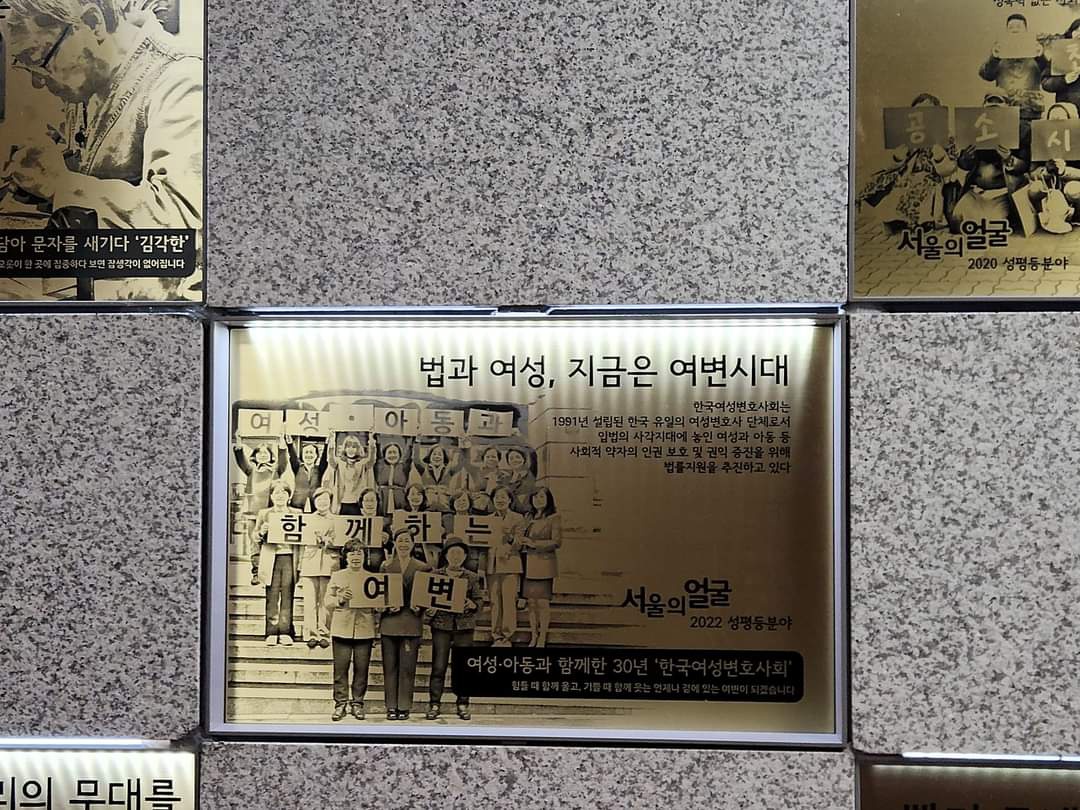 담아 문자를 새기다 '김각한'
요롯이 한 곳에 집중하다 보면 잡생각이 없어집니다
공 소 시
서울의 얼굴
2020 성평등분야
법과 여성, 지금은 여변시대
한국여성변호사회는
1991년 설립된 한국 유일의 여성변호사 단체로서
입법의 사각지대에 놓인 여성과 아동 등
사회적 약자의 인권 보호 및 권익 증진을 위해
법률지원을 추진하고 있다
여 성 · 아 동 과
함 께 하 는
여 변
서울의 얼굴
2022 성평등분야
여성·아동과 함께한 30년 '한국여성변호사회'
힘들 때 함께 울고, 기쁠 때 함께 웃는 언제나 곁에 있는 여변이 되겠습니다
리의 무대를